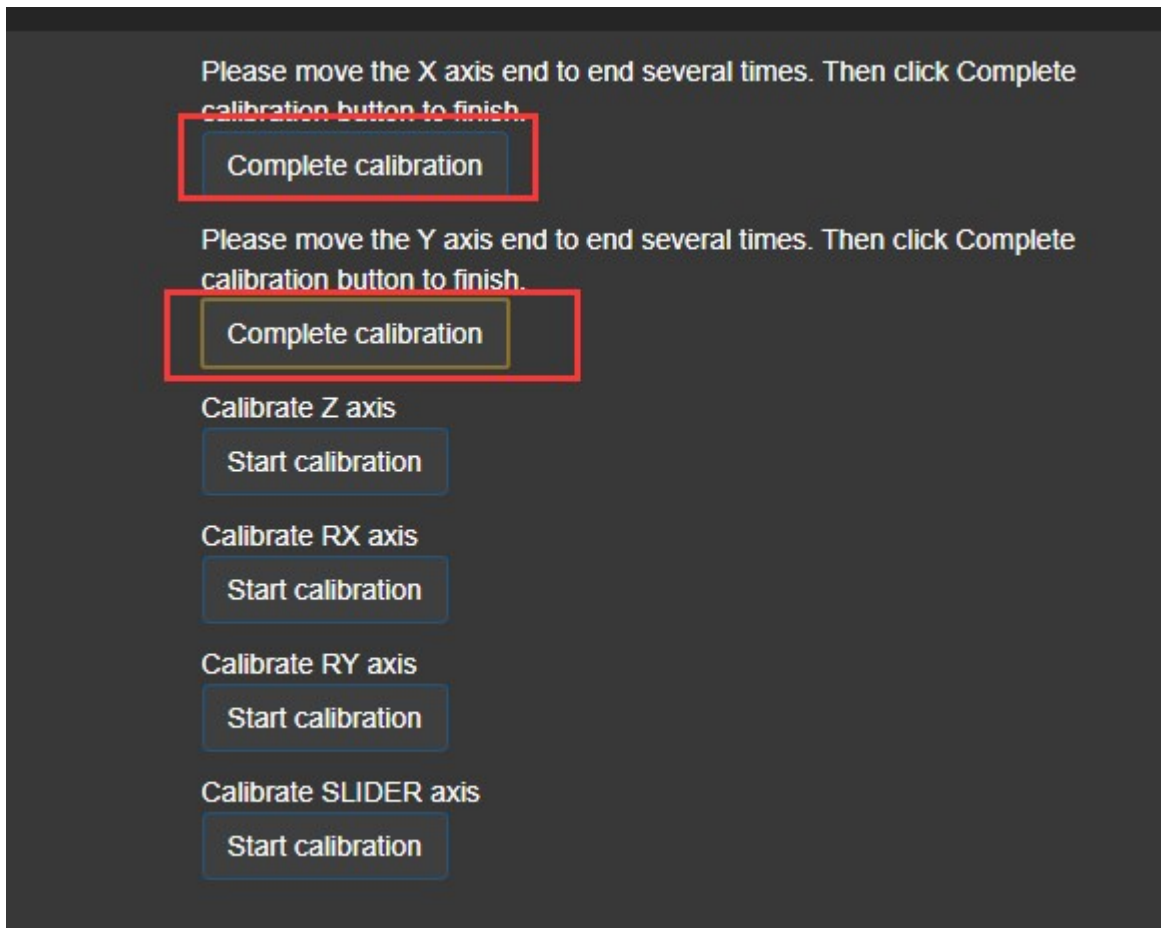 Please move the X axis end to end several times. Then click Complete
calibration button to finish.
Complete calibration
Please move the Y axis end to end several times. Then click Complete
calibration button to finish.
Complete calibration
Calibrate Z axis
Start calibration
Calibrate RX axis
Start calibration
Calibrate RY axis
Start calibration
Calibrate SLIDER axis
Start calibration